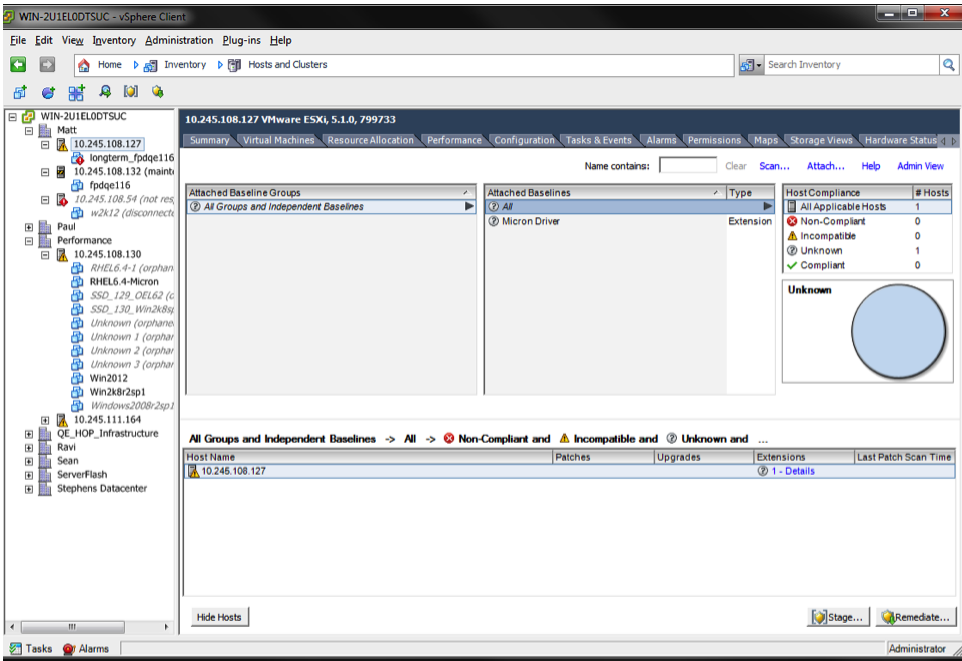 WIN-2U1EL0DTSUC - vSphere Client
File Edit View Inventory Administration Plug-ins Help
Home Inventory Hosts and Clusters Search Inventory
WIN-2U1EL0DTSUC
Matt
10.245.108.127
longterm_fpdqe116
10.245.108.132 (mainte
fpdqe116
10.245.108.54 (not res
w2k12 (disconnecte
Paul
Performance
10.245.108.130
RHEL6.4-1 (orphan
RHEL6.4-Micron
SSD_129_OEL62 (c
SSD_130_Win2k8s
Unknown (orphane
Unknown 1 (orphar
Unknown 2 (orphar
Unknown 3 (orphar
Win2012
Win2k8r2sp1
Windows2008r2sp1
10.245.111.164
QE_HOP_Infrastructure
Ravi
Sean
ServerFlash
Stephens Datacenter
10.245.108.127 VMware ESXi, 5.1.0, 799733
Summary Virtual Machines Resource Allocation Performance Configuration Tasks & Events Alarms Permissions Maps Storage Views Hardware Status
Name contains: Clear Scan... Attach... Help Admin View
Attached Baseline Groups
All Groups and Independent Baselines
Attached Baselines Type
All
Micron Driver Extension
Host Compliance # Hosts
All Applicable Hosts 1
Non-Compliant 0
Incompatible 0
Unknown 1
Compliant 0
Unknown
All Groups and Independent Baselines -> All -> Non-Compliant and Incompatible and Unknown and ...
Host Name Patches Upgrades Extensions Last Patch Scan Time
10.245.108.127 1 - Details
Hide Hosts Stage... Remediate...
Tasks Alarms Administrator